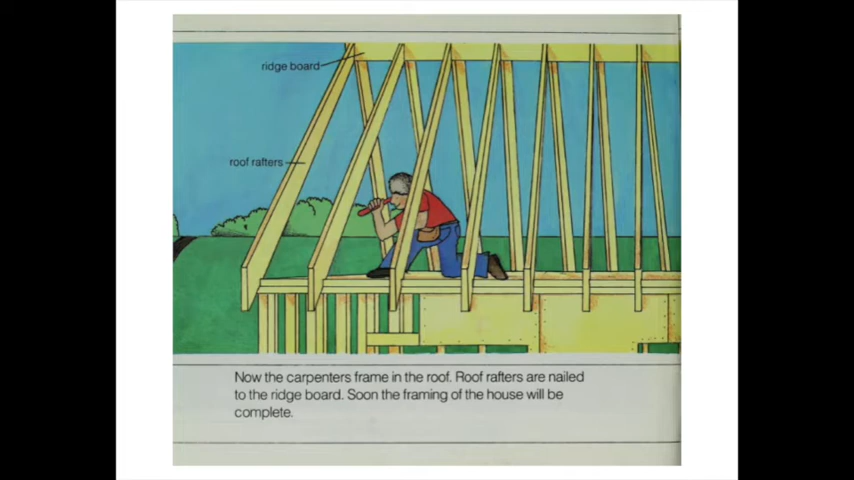 ridge board
roof rafters
Now the carpenters frame in the roof. Roof rafters are nailed
to the ridge board. Soon the framing of the house will be
complete.